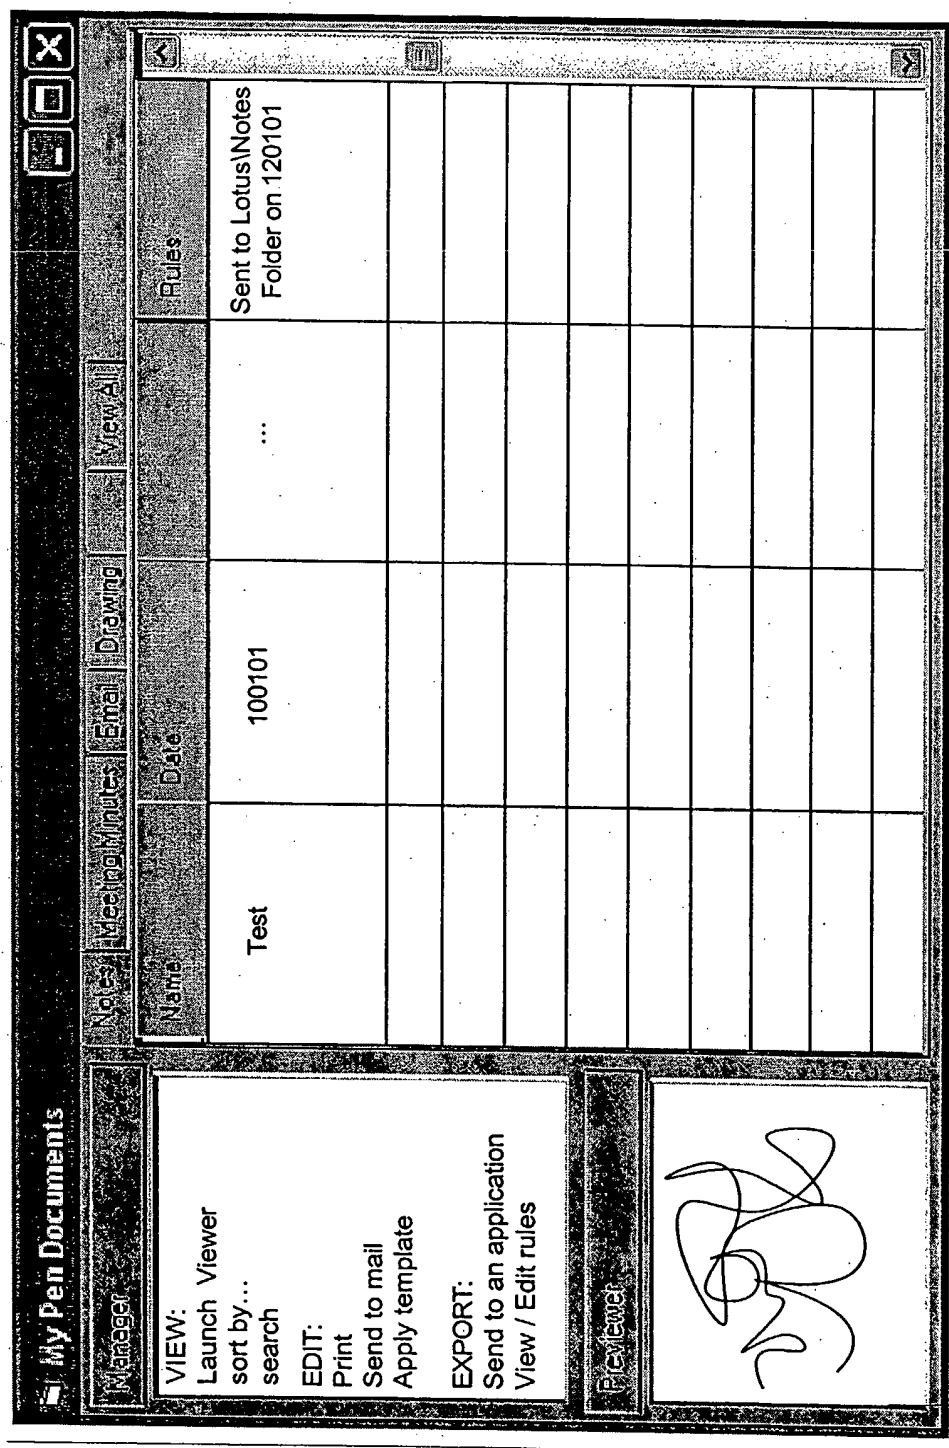 My Pen Documents
Manager
VIEW:
Launch Viewer
sort by...
search
EDIT:
Print
Send to mail
Apply template
EXPORT:
Send to an application
View / Edit rules
Previewer
Notes Meeting Minutes Email Drawing View All
Name Date Rules
Test 100101 ... Sent to Lotus\Notes
Folder on 120101